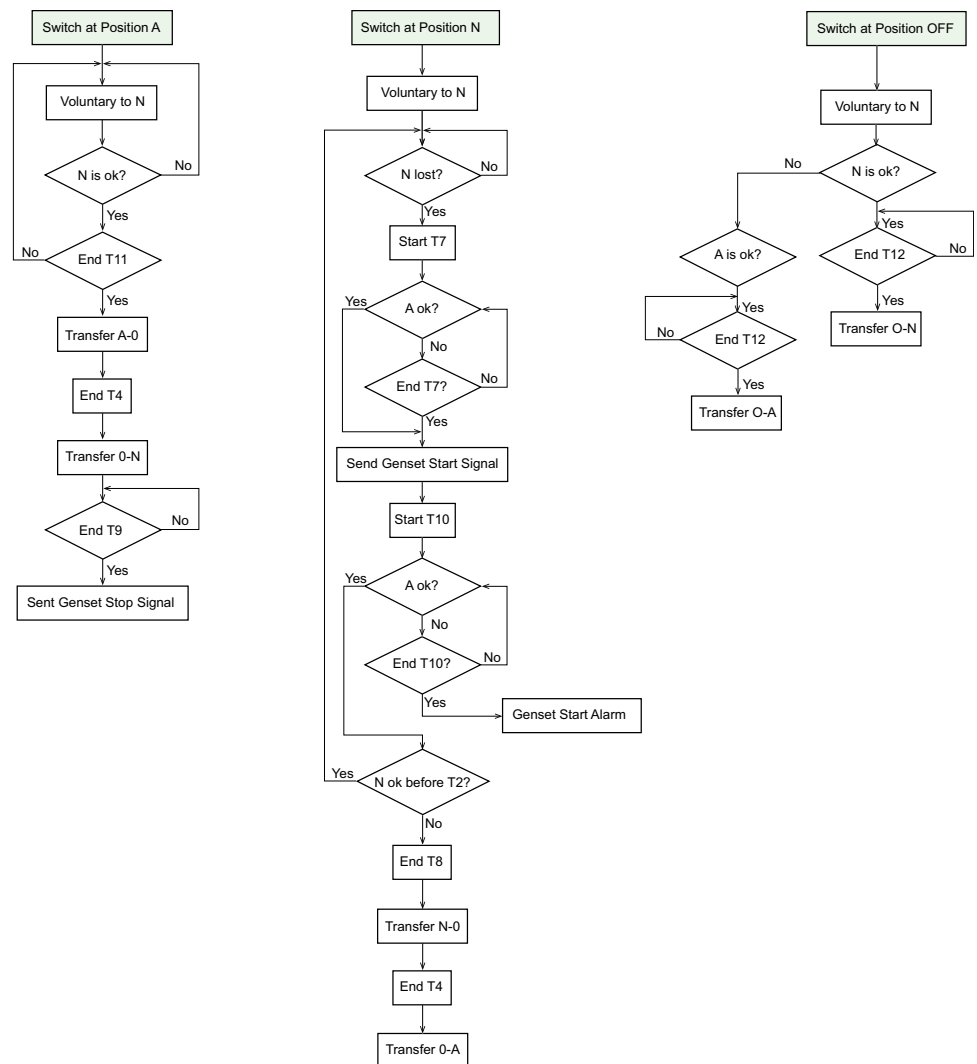 Switch at Position A
Voluntary to N
N is ok?
No
Yes
No
End T11
Yes
Transfer A-0
End T4
Transfer 0-N
End T9
No
Yes
Sent Genset Stop Signal
Switch at Position N
Voluntary to N
N lost?
No
Yes
Start T7
Yes
A ok?
No
End T7?
No
Yes
Send Genset Start Signal
Start T10
Yes
A ok?
No
End T10?
No
Yes
Genset Start Alarm
Yes
N ok before T2?
No
End T8
Transfer N-0
End T4
Transfer 0-A
Switch at Position OFF
Voluntary to N
No
N is ok?
Yes
End T12
No
Yes
Transfer O-N
A is ok?
Yes
No
End T12
Yes
Transfer O-A